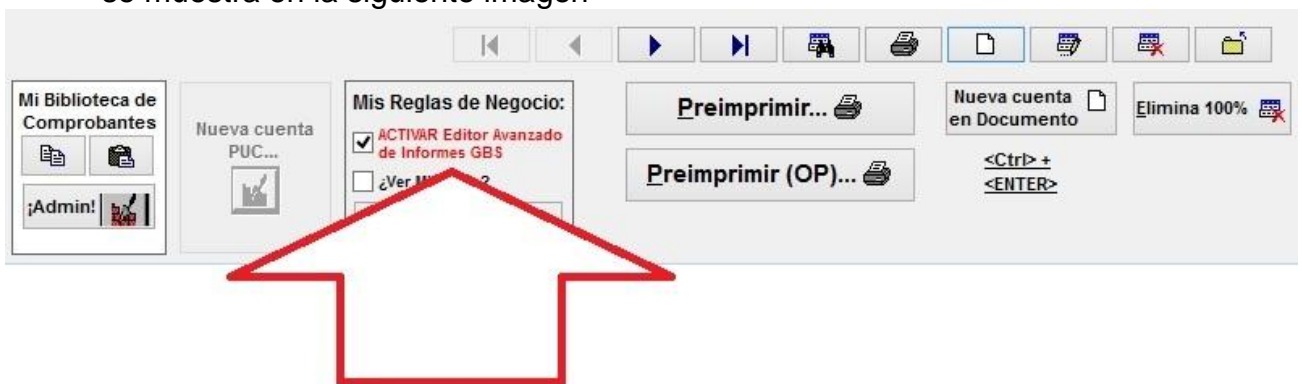 se muestra en la siguiente imagen
Mi Biblioteca de
Comprobantes
¡Admin!
Nueva cuenta
PUC...
Mis Reglas de Negocio:
ACTIVAR Editor Avanzado
de Informes GBS
¿Ver
Preimprimir...
Preimprimir (OP)...
Nueva cuenta
en Documento
<Ctrl> +
<ENTER>
Elimina 100%